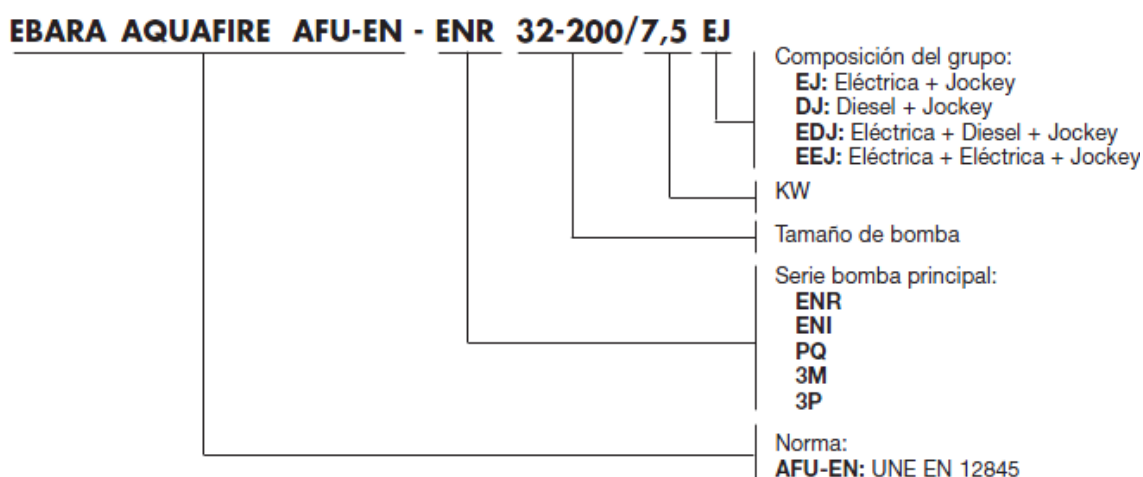 EBARA AQUAFIRE AFU-EN - ENR 32-200/7,5 EJ
Composición del grupo:
EJ: Eléctrica + Jockey
DJ: Diesel + Jockey
EDJ: Eléctrica + Diesel + Jockey
EEJ: Eléctrica + Eléctrica + Jockey
KW
Tamaño de bomba
Serie bomba principal:
ENR
ENI
PQ
3M
3P
Norma:
AFU-EN: UNE EN 12845